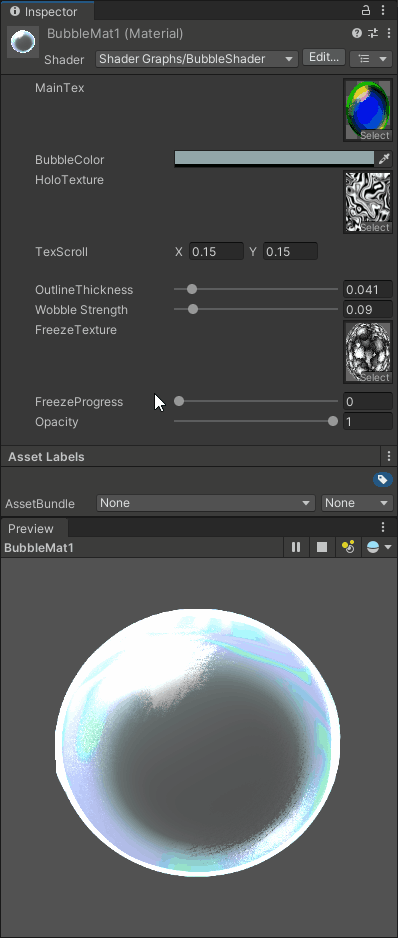 Inspector
BubbleMat1 (Material)
Shader Shader Graphs/BubbleShader Edit...
MainTex
Select
BubbleColor
HoloTexture
Select
TexScroll X 0.15 Y 0.15
OutlineThickness 0.041
Wobble Strength 0.09
FreezeTexture
Select
FreezeProgress 0
Opacity 1
Asset Labels
AssetBundle None None
Preview
BubbleMat1